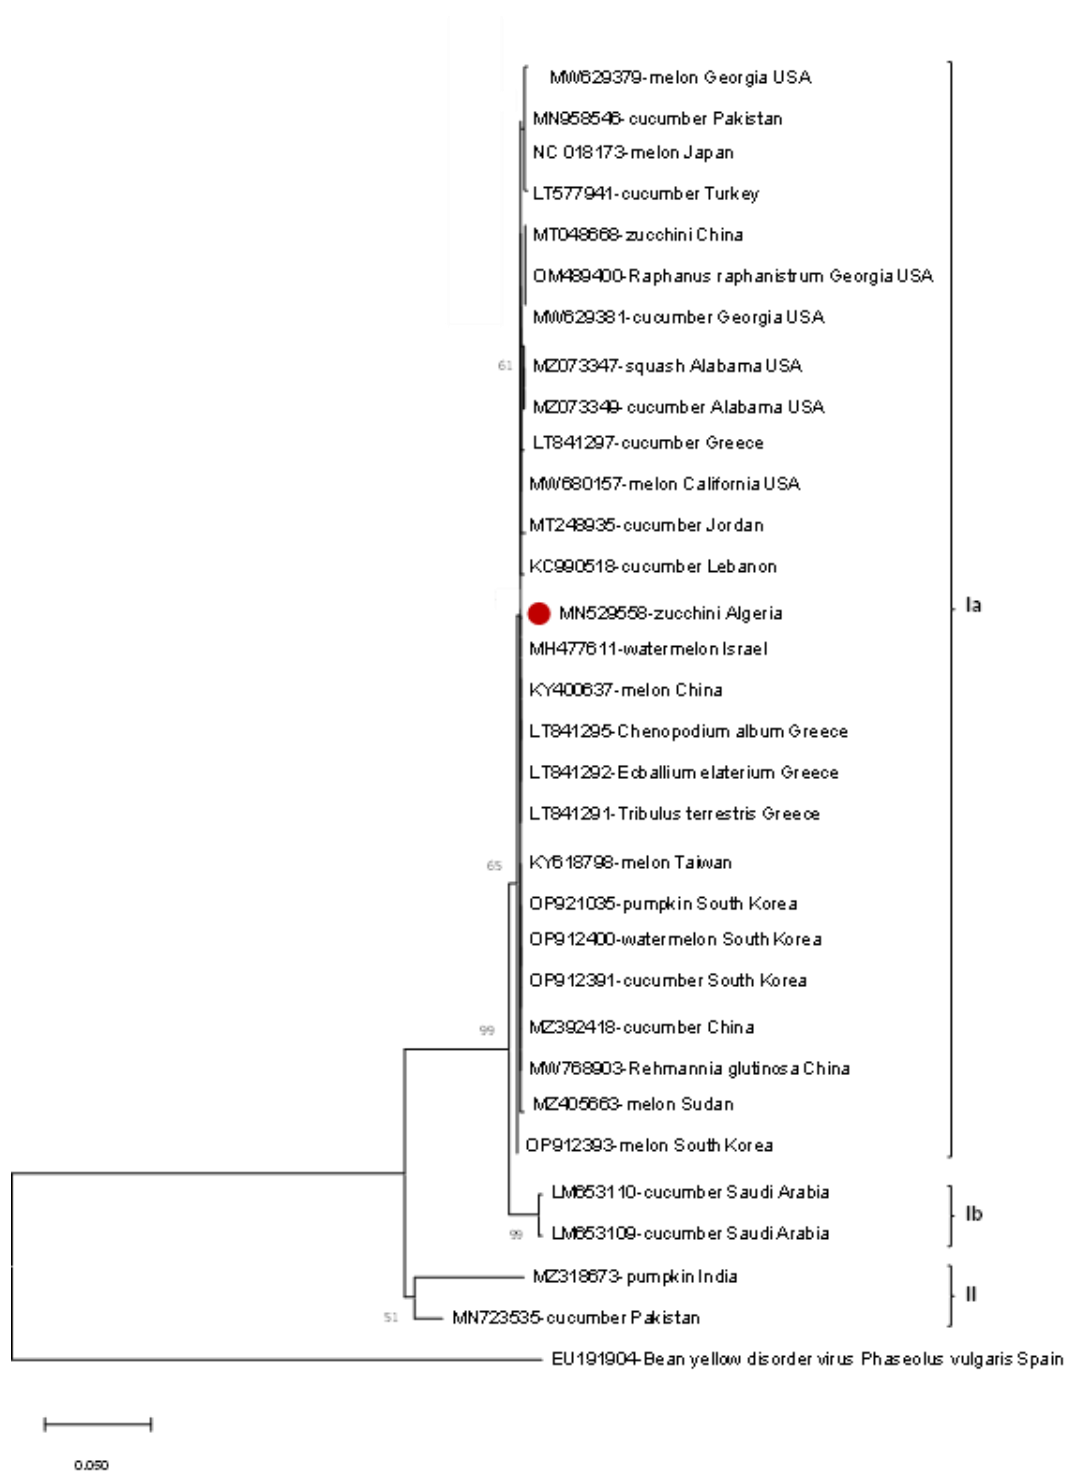 MW629379-melon Georgia USA
MN958546-cucumber Pakistan
NC 018173-melon Japan
LT577941-cucumber Turkey
MT048668-zucchini China
OM489400-Raphanus raphanistrum Georgia USA
MW629381-cucumber Georgia USA
61
MZ073347-squash Alabama USA
MZ073349-cucumber Alabama USA
LT841297-cucumber Greece
MW680157-melon California USA
MT248935-cucumber Jordan
KC990518-cucumber Lebanon
Ia
MN529558-zucchini Algeria
MH477611-watermelon Israel
KY400637-melon China
LT841295-Chenopodium album Greece
LT841292-Ecballium elaterium Greece
LT841291-Tribulus terrestris Greece
65
KY618798-melon Taiwan
OP921035-pumpkin South Korea
OP912400-watermelon South Korea
OP912391-cucumber South Korea
99
MZ392418-cucumber China
MW768903-Rehmannia glutinosa China
MZ405663-melon Sudan
OP912393-melon South Korea
LM653110-cucumber Saudi Arabia
Ib
99
LM653109-cucumber Saudi Arabia
MZ318673-pumpkin India
II
51
MN723535-cucumber Pakistan
EU191904-Bean yellow disorder virus Phaseolus vulgaris Spain
0.050